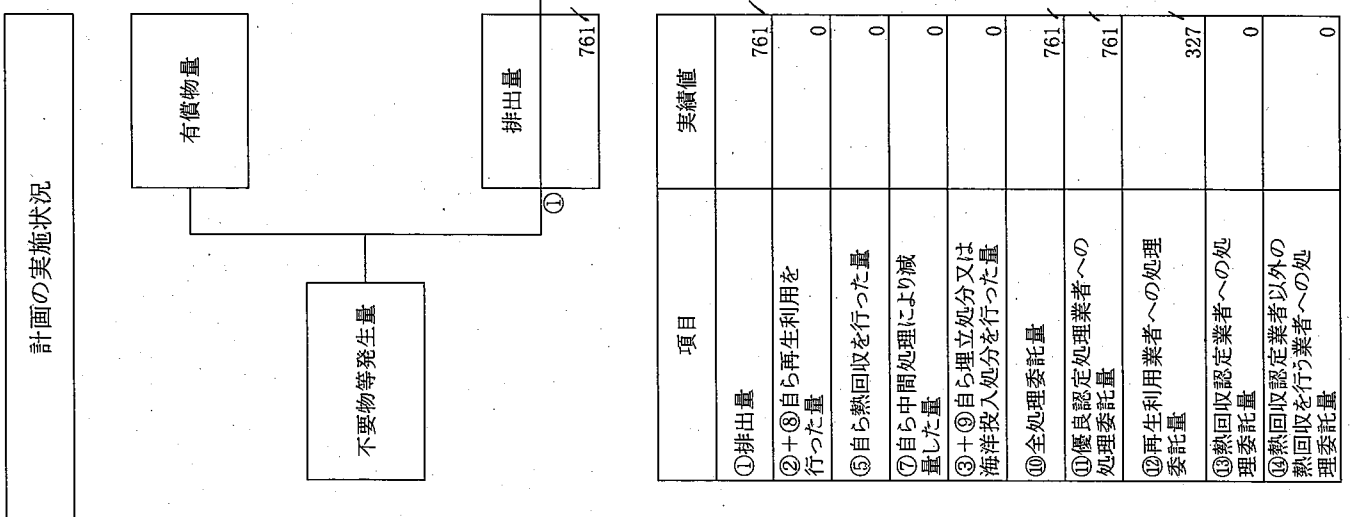 計画の実施状況
有償物量
不要物等発生量
排出量
①
761
項目
実績値
①排出量
761
②+⑧自ら再生利用を
行った量
0
⑤自ら熱回収を行った量
0
⑦自ら中間処理により減
量した量
0
③+⑨自ら埋立処分又は
海洋投入処分を行った量
0
⑩全処理委託量
761
⑪優良認定処理業者への
処理委託量
761
⑫再生利用業者への処理
委託量
327
⑬熱回収認定業者への処
理委託量
0
⑭熱回収認定業者以外の
熱回収を行う業者への処
理委託量
0